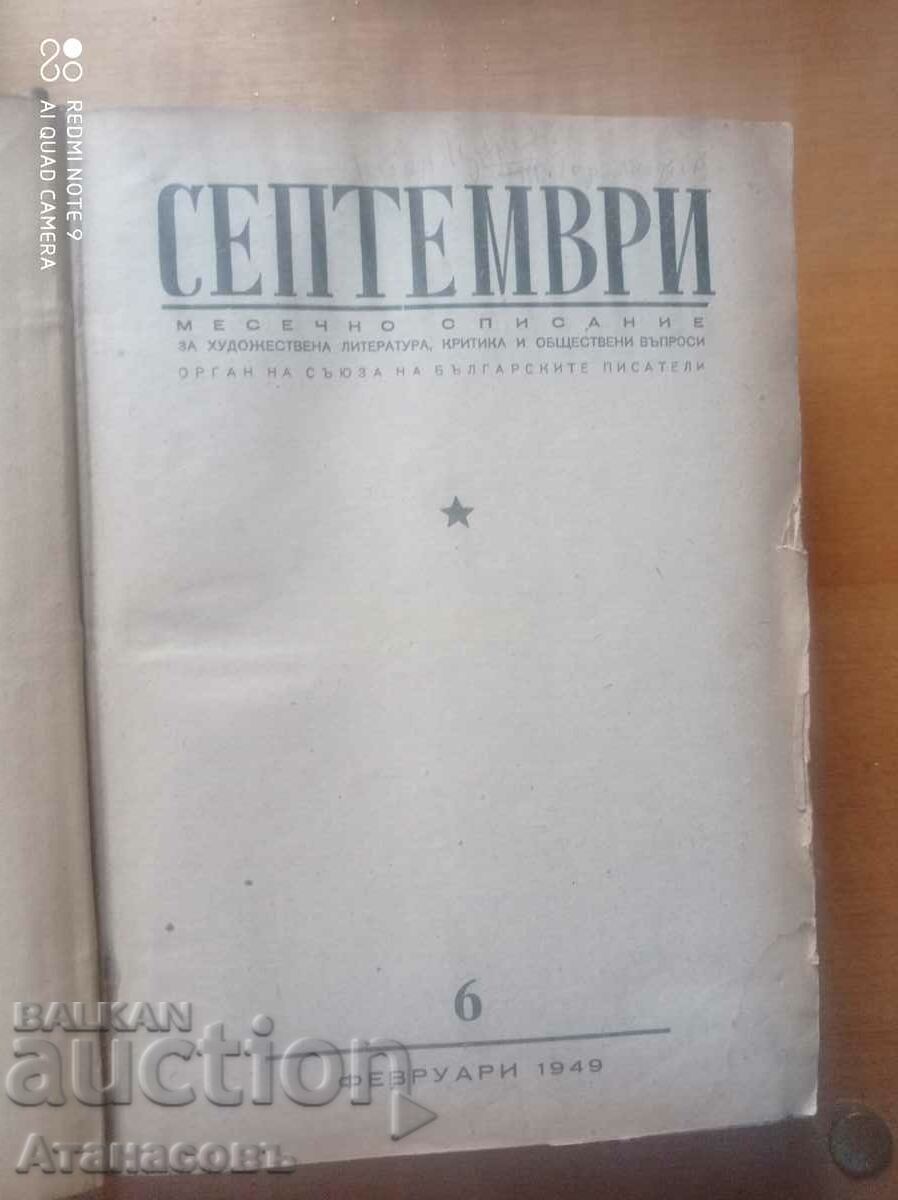 REDMI NOTE 9
AI QUAD CAMERA
СЕПТЕМВРИ
МЕСЕЧНО СПИСАНИЕ
ЗА ХУДОЖЕСТВЕНА ЛИТЕРАТУРА, КРИТИКА И ОБЩЕСТВЕНИ ВЪПРОСИ
ОРГАН НА СЪЮЗА НА БЪЛГАРСКИТЕ ПИСАТЕЛИ
6
ФЕВРУАРИ 1949
BALKAN
auction
Атанасовъ